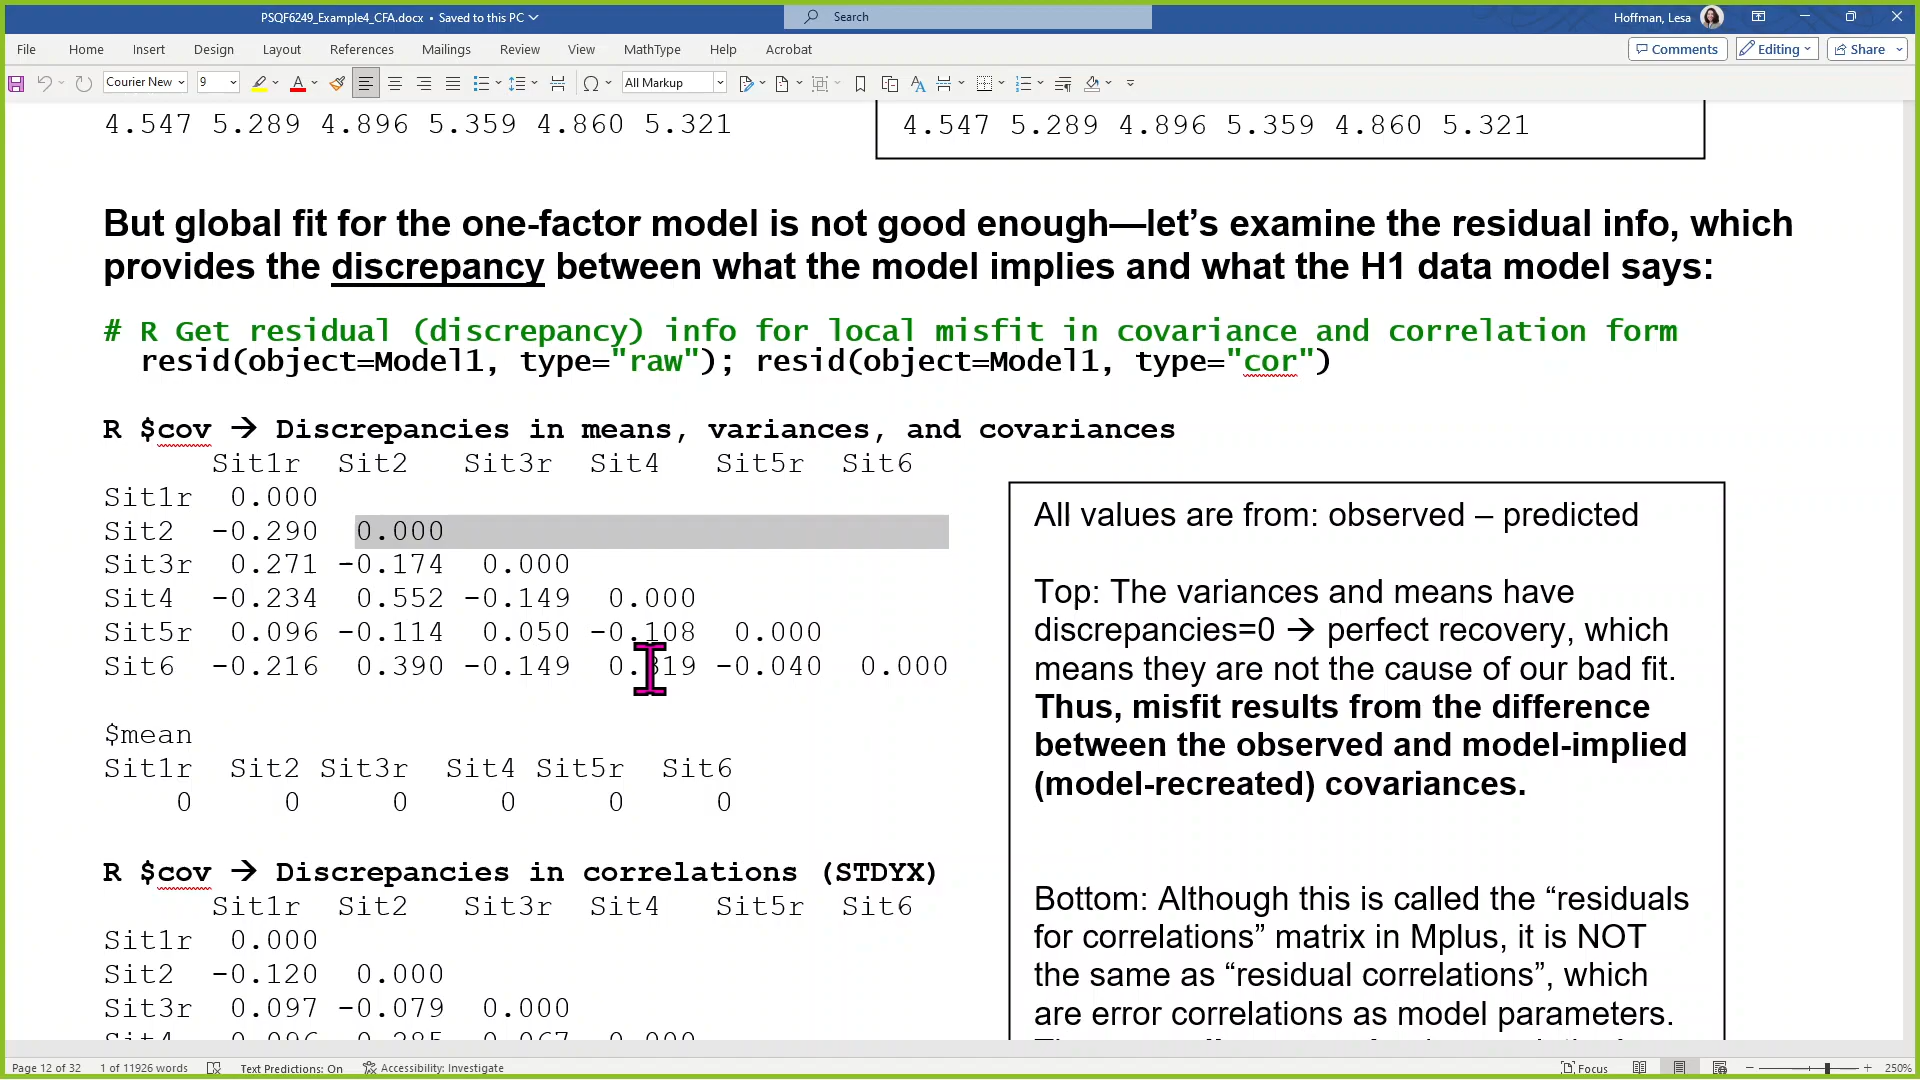 PSQF6249_Example4_CFA.docx • Saved to this PC
Search
Hoffman, Lesa
File Home Insert Design Layout References Mailings Review View MathType Help Acrobat
Comments Editing Share
Courier New 9 All Markup
4.547 5.289 4.896 5.359 4.860 5.321
4.547 5.289 4.896 5.359 4.860 5.321
But global fit for the one-factor model is not good enough—let’s examine the residual info, which
provides the discrepancy between what the model implies and what the H1 data model says:
# R Get residual (discrepancy) info for local misfit in covariance and correlation form
resid(object=Model1, type="raw"); resid(object=Model1, type="cor")
R $cov → Discrepancies in means, variances, and covariances
Sit1r Sit2 Sit3r Sit4 Sit5r Sit6
Sit1r 0.000
Sit2 -0.290 0.000
Sit3r 0.271 -0.174 0.000
Sit4 -0.234 0.552 -0.149 0.000
Sit5r 0.096 -0.114 0.050 -0.108 0.000
Sit6 -0.216 0.390 -0.149 -0.040 0.000
$mean
Sit1r Sit2 Sit3r Sit4 Sit5r Sit6
0 0 0 0 0 0
R $cov → Discrepancies in correlations (STDYX)
Sit1r Sit2 Sit3r Sit4 Sit5r Sit6
Sit1r 0.000
Sit2 -0.120 0.000
Sit3r 0.097 -0.079 0.000
All values are from: observed – predicted
Top: The variances and means have
discrepancies=0 → perfect recovery, which
means they are not the cause of our bad fit.
Thus, misfit results from the difference
between the observed and model-implied
(model-recreated) covariances.
Bottom: Although this is called the “residuals
for correlations” matrix in Mplus, it is NOT
the same as “residual correlations”, which
are error correlations as model parameters.
Page 12 of 32 1 of 11926 words Text Predictions: On Accessibility: Investigate
Focus 250%